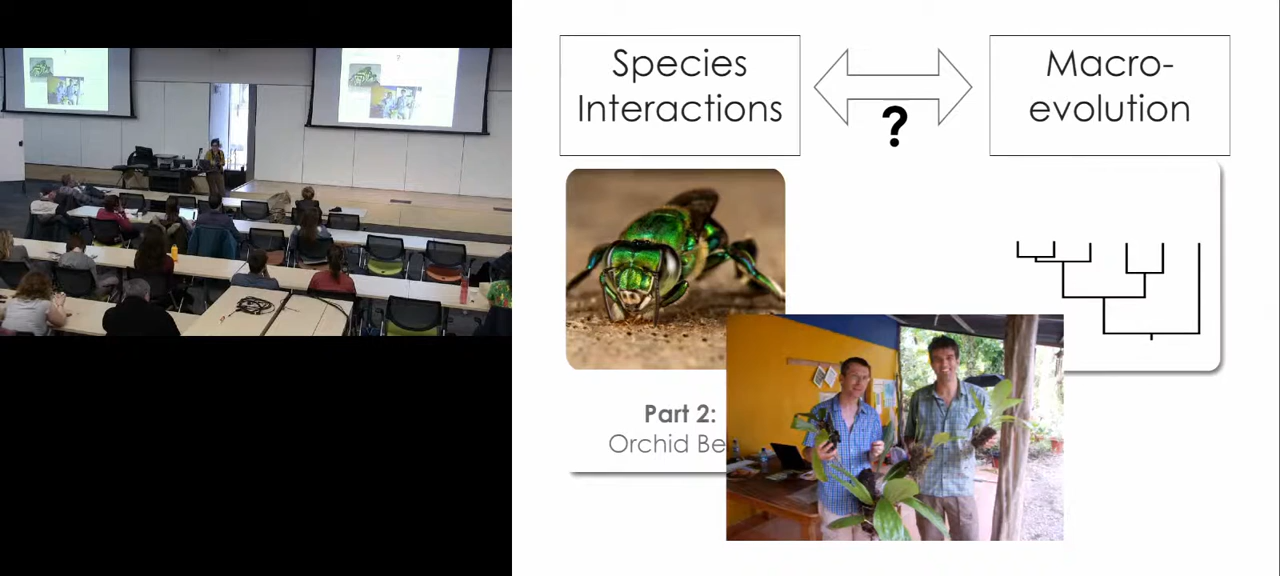 Species
Interactions
?
Macro-
evolution
Part 2:
Orchid Be